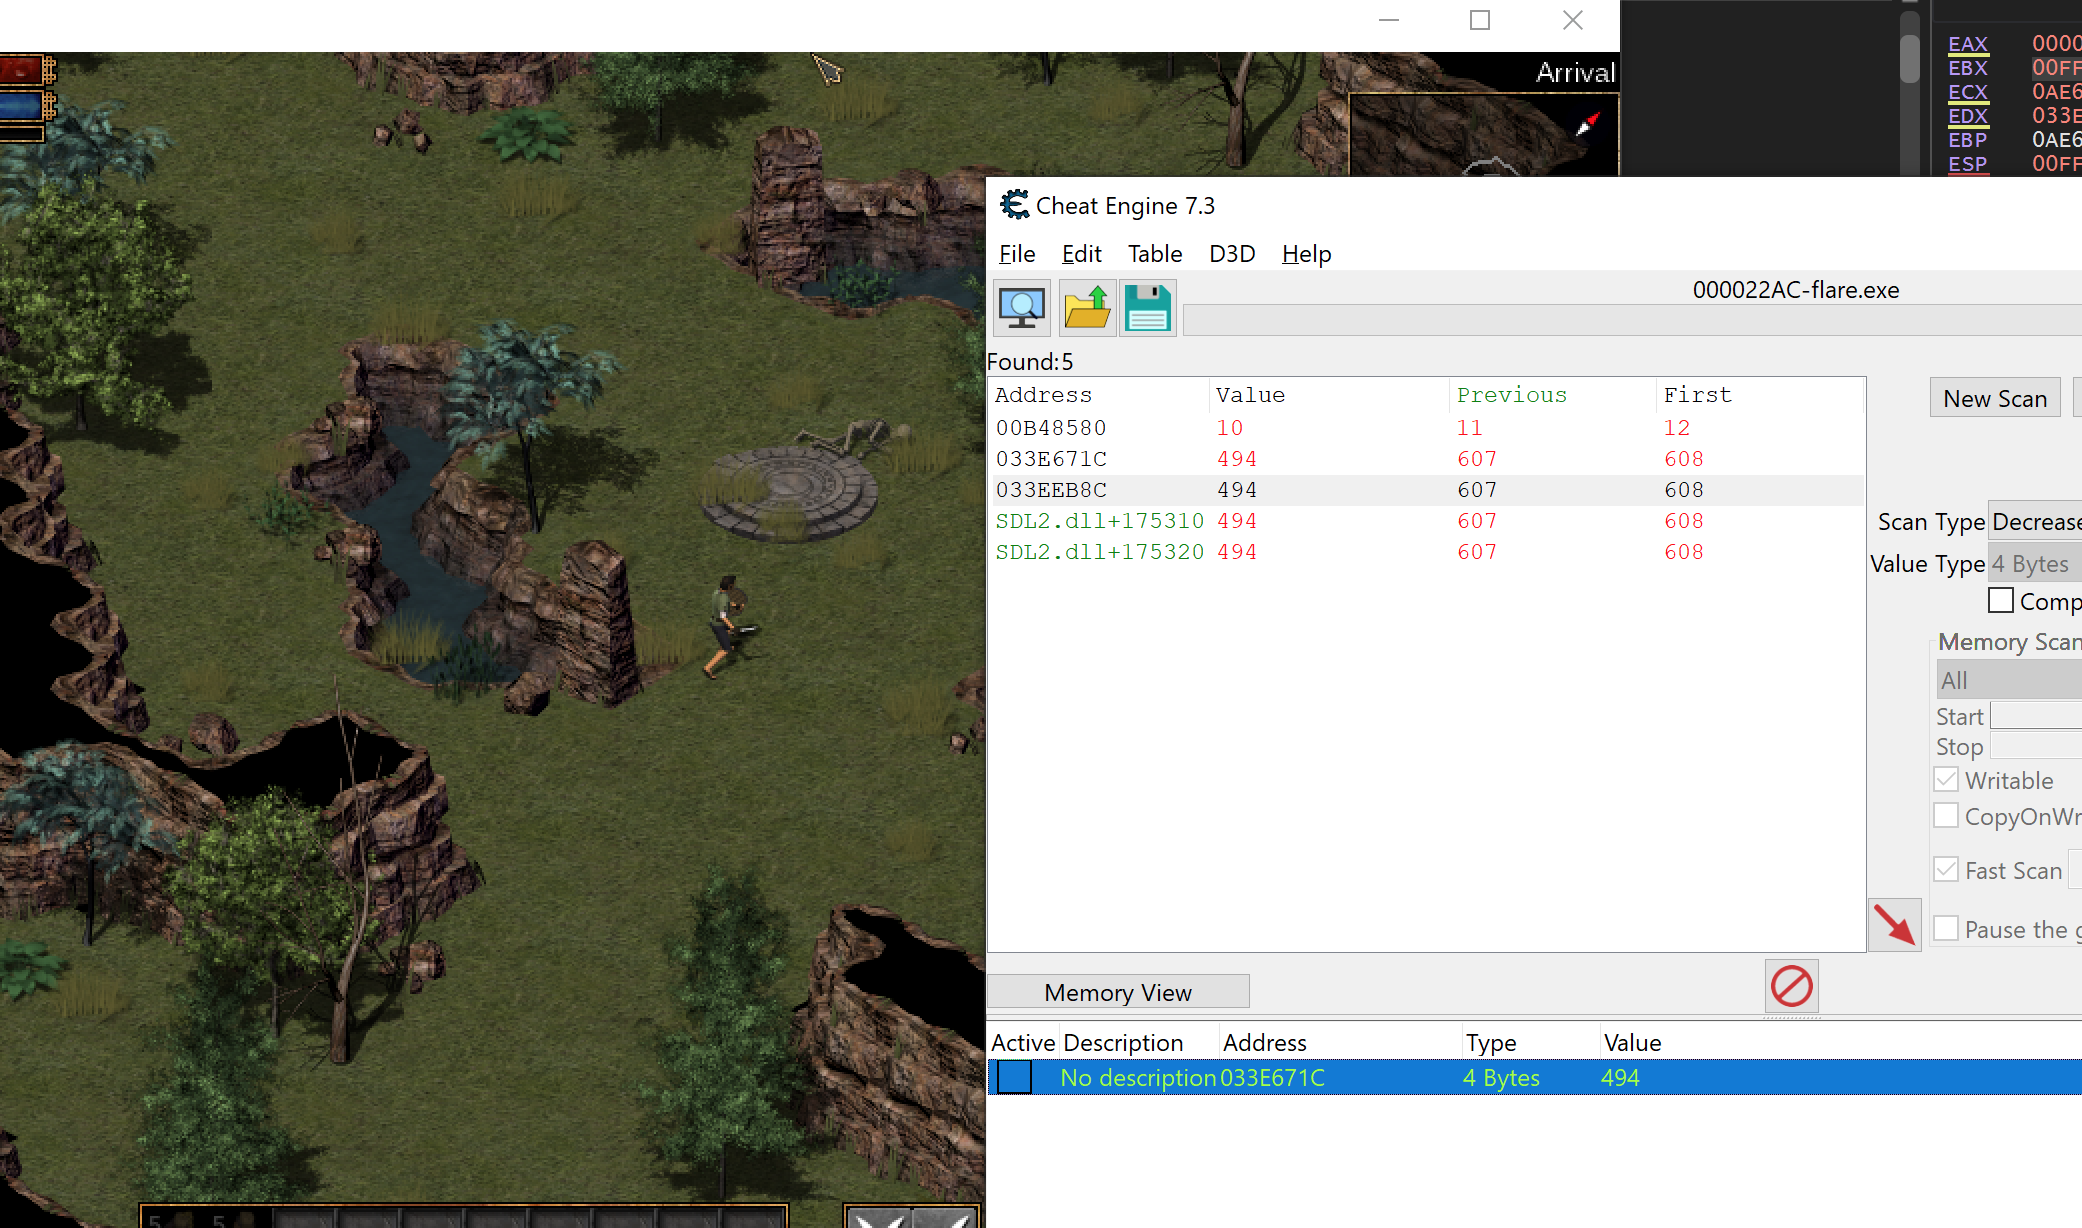 Arrival
EAX 0000
EBX 00FF
ECX 0AE6
EDX 033E
EBP 0AE6
ESP 00FF
Cheat Engine 7.3
File Edit Table D3D Help
000022AC-flare.exe
Found:5
Address Value Previous First
00B48580 10 11 12
033E671C 494 607 608
033EEB8C 494 607 608
SDL2.dll+175310 494 607 608
SDL2.dll+175320 494 607 608
New Scan
Scan Type Decrease
Value Type 4 Bytes
Comp
Memory Scan
All
Start
Stop
Writable
CopyOnWr
Fast Scan
Pause the g
Memory View
Active Description Address Type Value
No description 033E671C 4 Bytes 494
5 5